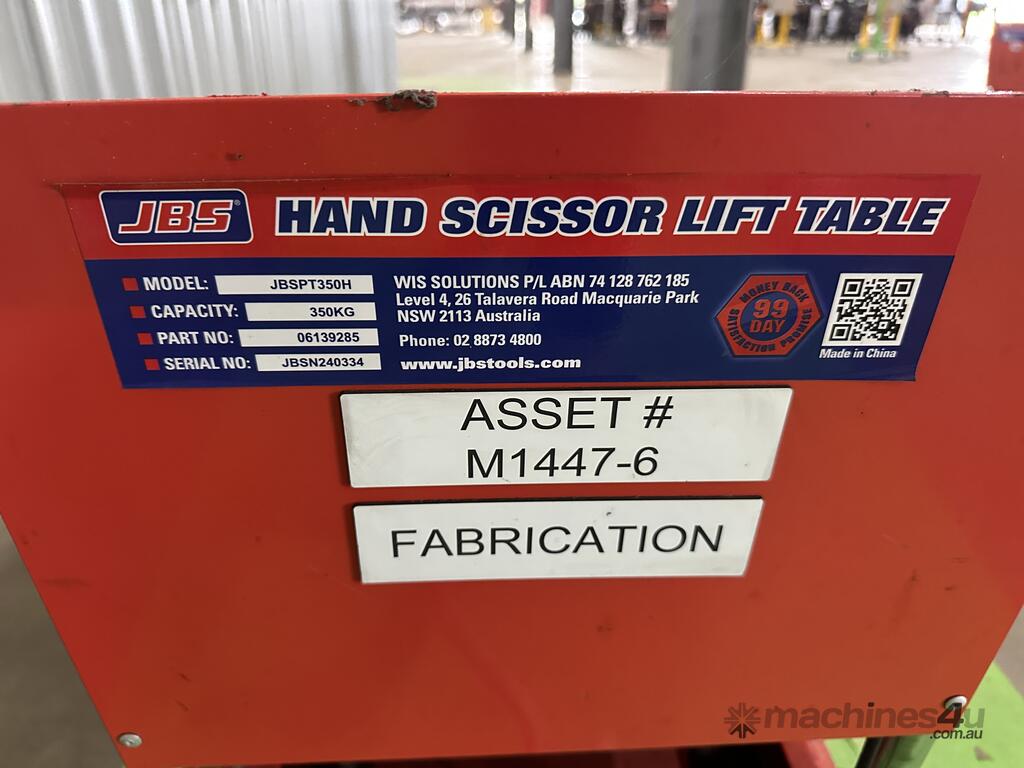 JBS® HAND SCISSOR LIFT TABLE
MODEL: JBSPT350H
CAPACITY: 350KG
PART NO: 06139285
SERIAL NO: JBSN240334
WIS SOLUTIONS P/L ABN 74 128 762 185
Level 4, 26 Talavera Road Macquarie Park
NSW 2113 Australia
Phone: 02 8873 4800
www.jbstools.com
MONEY BACK
99
DAY
SATISFACTION PROMISE
Made in China
ASSET #
M1447-6
FABRICATION
machines4u
.com.au